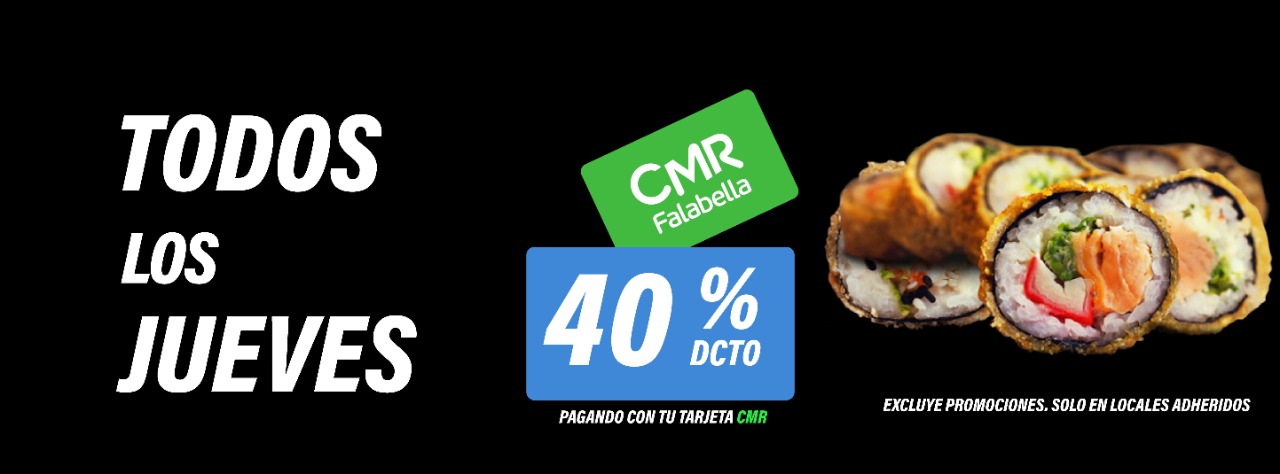 TODOS
LOS
JUEVES
CMR
Falabella
40 %
DCTO
PAGANDO CON TU TARJETA CMR
EXCLUYE PROMOCIONES. SOLO EN LOCALES ADHERIDOS